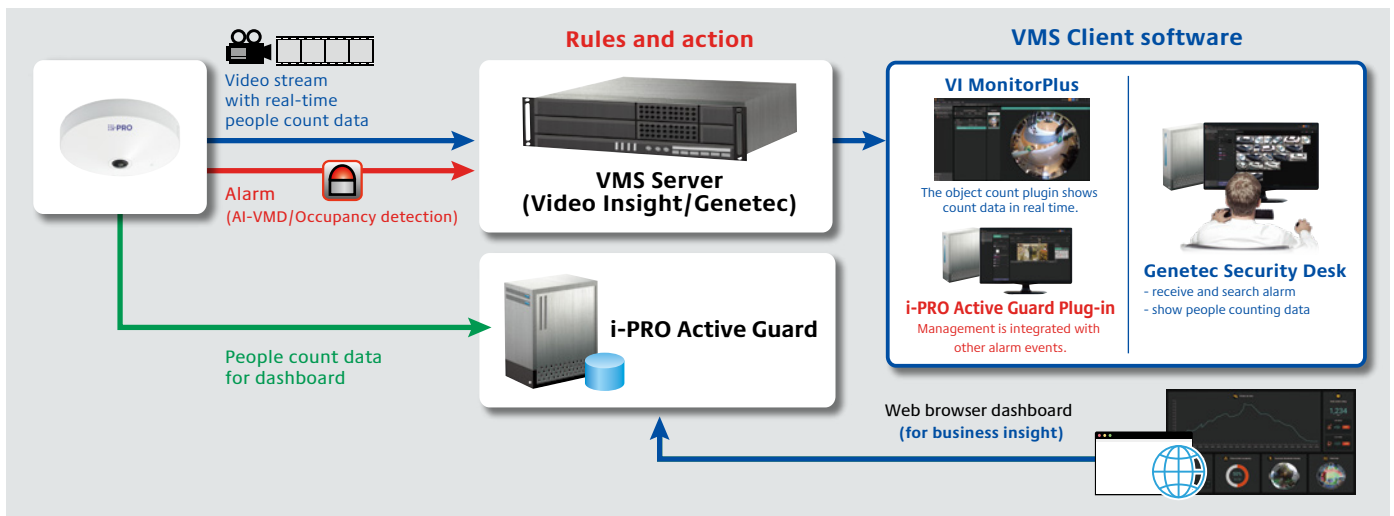 i-PRO
Video stream
with real-time
people count data
Alarm
(AI-VMD/Occupancy detection)
People count data
for dashboard
Rules and action
VMS Server
(Video Insight/Genetec)
i-PRO Active Guard
VMS Client software
VI MonitorPlus
The object count plugin shows
count data in real time.
i-PRO Active Guard Plug-in
Management is integrated with
other alarm events.
Genetec Security Desk
- receive and search alarm
- show people counting data
Web browser dashboard
(for business insight)
1,234